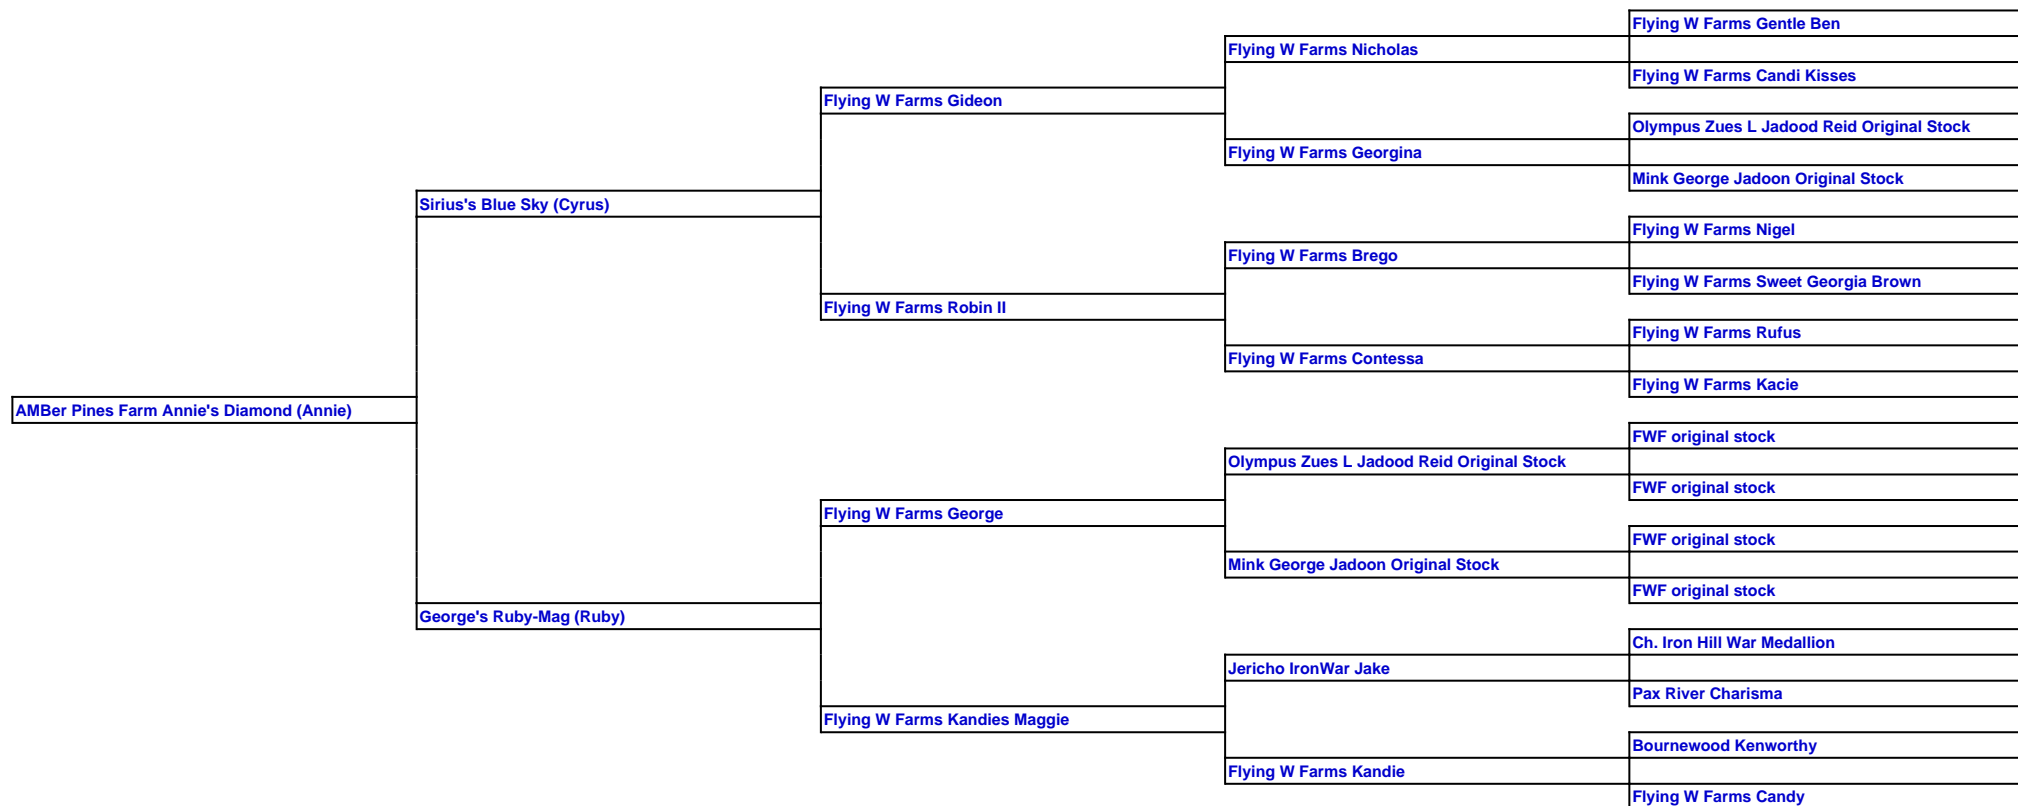 Flying W Farms Gentle Ben
Flying W Farms Nicholas
Flying W Farms Candi Kisses
Flying W Farms Gideon
Olympus Zues L Jadood Reid Original Stock
Flying W Farms Georgina
Mink George Jadoon Original Stock
Sirius's Blue Sky (Cyrus)
Flying W Farms Nigel
Flying W Farms Brego
Flying W Farms Sweet Georgia Brown
Flying W Farms Robin II
Flying W Farms Rufus
Flying W Farms Contessa
Flying W Farms Kacie
AMBer Pines Farm Annie's Diamond (Annie)
FWF original stock
Olympus Zues L Jadood Reid Original Stock
FWF original stock
Flying W Farms George
FWF original stock
Mink George Jadoon Original Stock
FWF original stock
George's Ruby-Mag (Ruby)
Ch. Iron Hill War Medallion
Jericho IronWar Jake
Pax River Charisma
Flying W Farms Kandies Maggie
Bournewood Kenworthy
Flying W Farms Kandie
Flying W Farms Candy